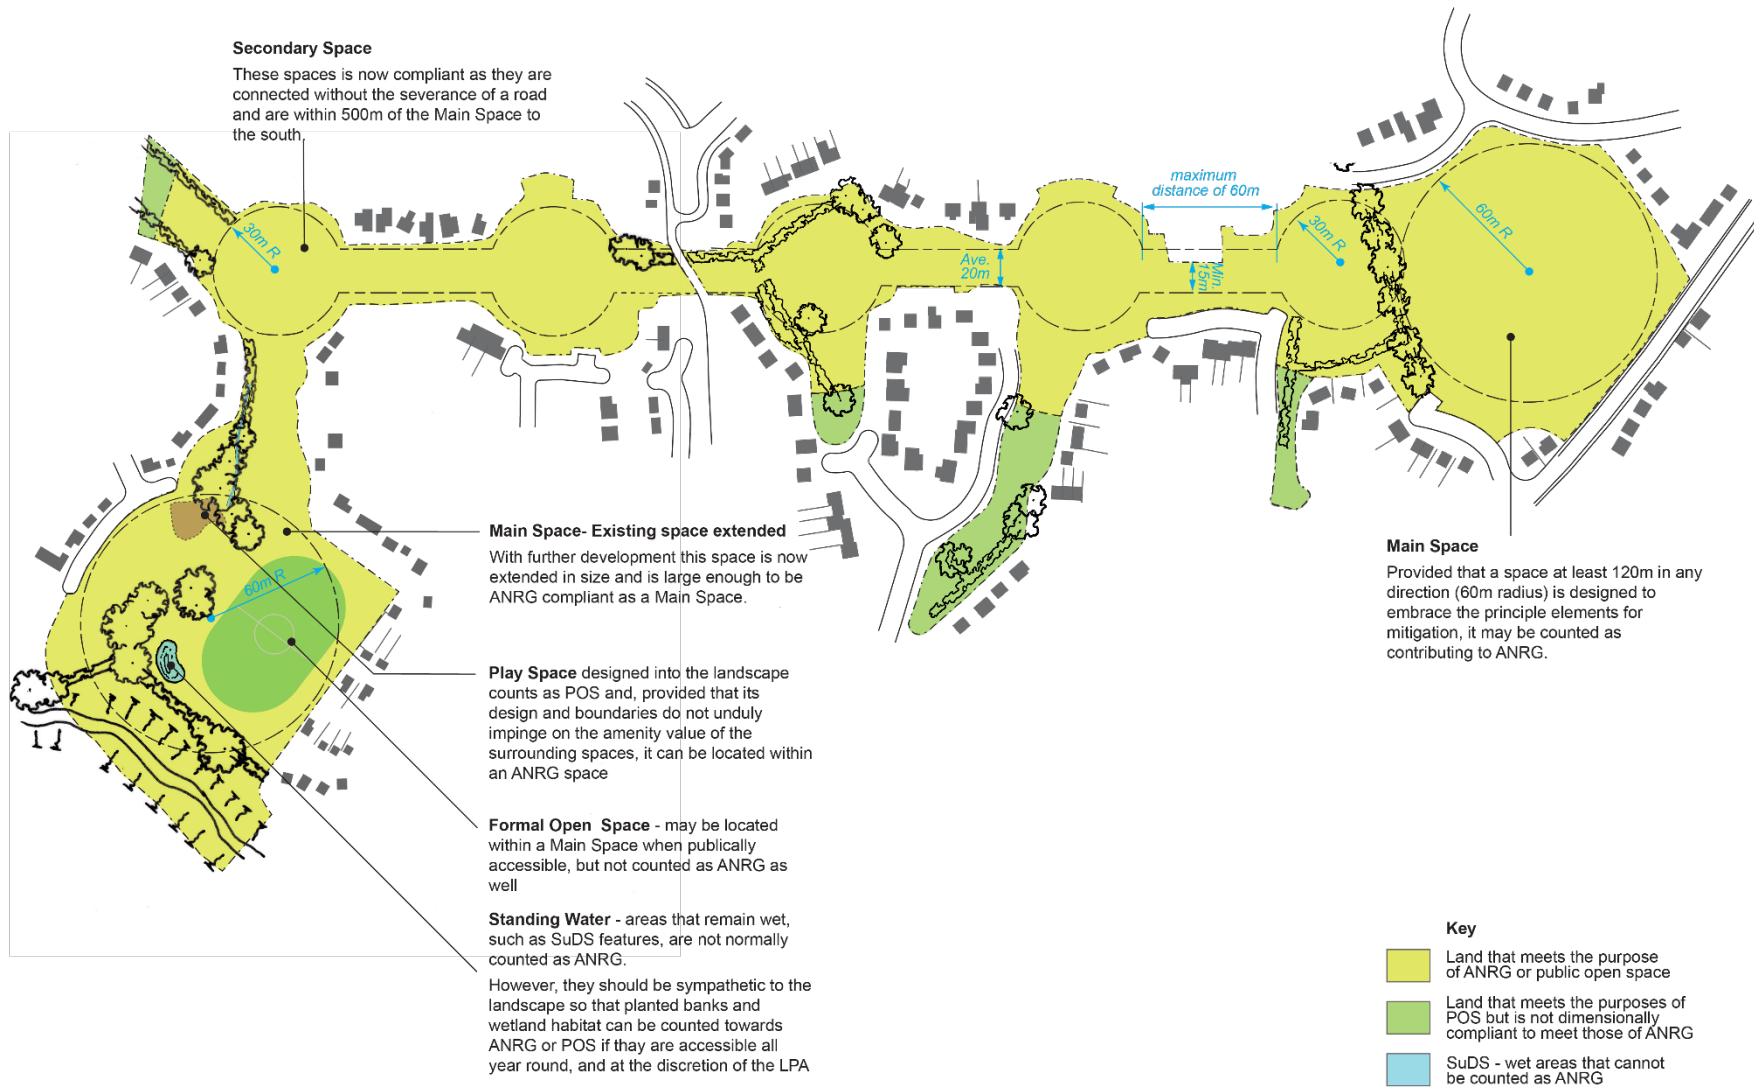 Secondary Space
These spaces is now compliant as they are
connected without the severance of a road
and are within 500m of the Main Space to
the south
30m R
Ave.
20m
maximum
distance of 60m
Min.
15m
30m R
60m R
60m R
Main Space- Existing space extended
With further development this space is now
extended in size and is large enough to be
ANRG compliant as a Main Space.
Play Space designed into the landscape
counts as POS and, provided that its
design and boundaries do not unduly
impinge on the amenity value of the
surrounding spaces, it can be located within
an ANRG space
Formal Open Space - may be located
within a Main Space when publically
accessible, but not counted as ANRG as
well
Standing Water - areas that remain wet,
such as SuDS features, are not normally
counted as ANRG.
However, they should be sympathetic to the
landscape so that planted banks and
wetland habitat can be counted towards
ANRG or POS if thay are accessible all
year round, and at the discretion of the LPA
Main Space
Provided that a space at least 120m in any
direction (60m radius) is designed to
embrace the principle elements for
mitigation, it may be counted as
contributing to ANRG.
Key
Land that meets the purpose
of ANRG or public open space
Land that meets the purposes of
POS but is not dimensionally
compliant to meet those of ANRG
SuDS - wet areas that cannot
be counted as ANRG